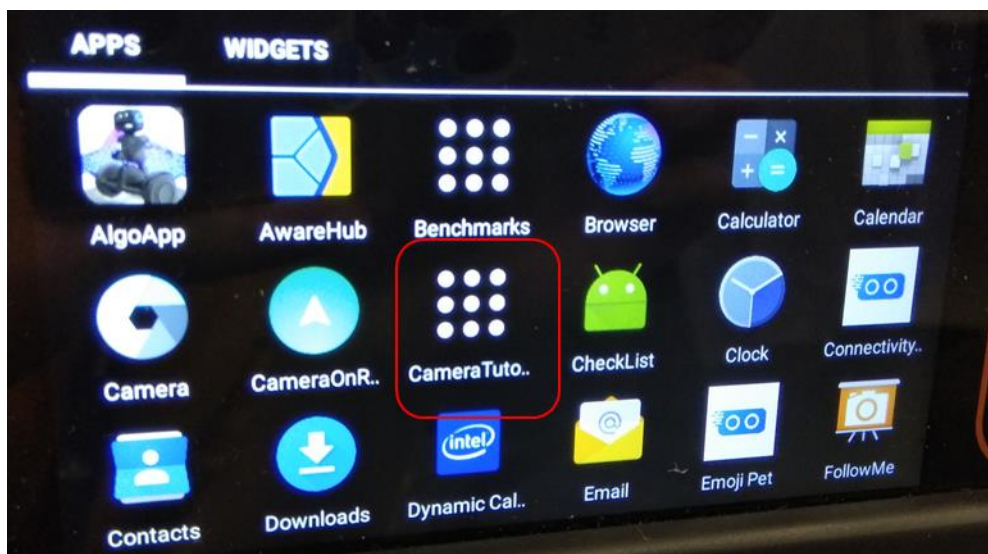 APPS WIDGETS
AlgoApp AwareHub Benchmarks Browser Calculator Calendar
Camera CameraOnR.. CameraTuto.. CheckList Clock Connectivity..
intel
Contacts Downloads Dynamic Cal.. Email Emoji Pet FollowMe